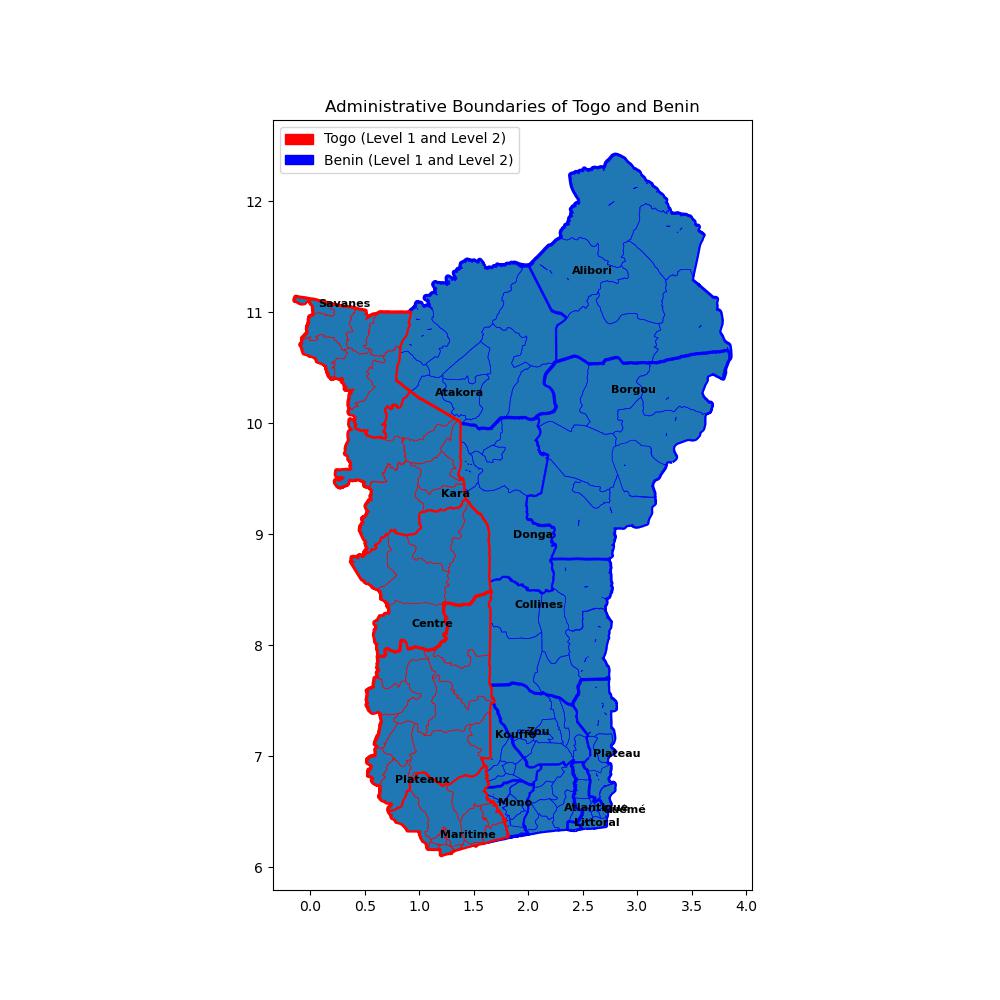 Administrative Boundaries of Togo and Benin
Togo (Level 1 and Level 2)
Benin (Level 1 and Level 2)
12
11
10
9
8
7
6
Alibori
Savanes
Borgou
Atakora
Kara
Donga
Collines
Centre
Kouffo
Zou
Plateau
Plateaux
Mono
Atlantique
Littoral
Maritime
0.0 0.5 1.0 1.5 2.0 2.5 3.0 3.5 4.0